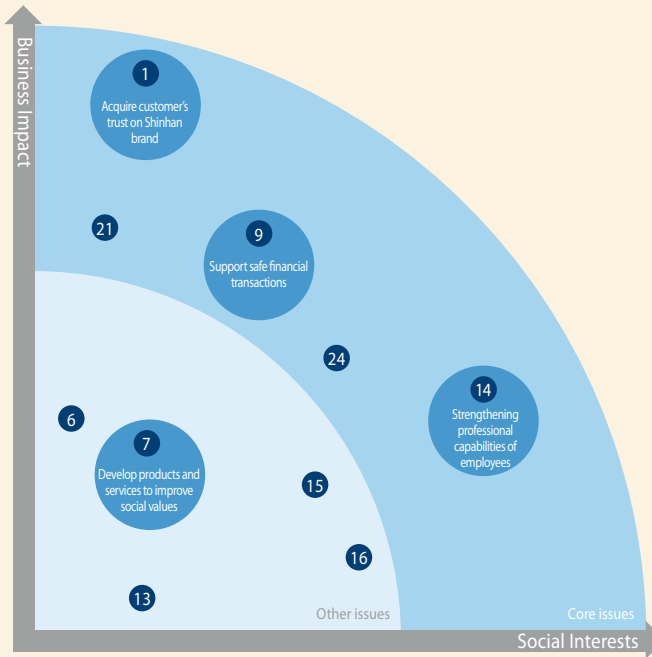 Business Impact
1
Acquire customer's
trust on Shinhan
brand
21
9
Support safe financial
transactions
24
14
Strengthening
professional
capabilities of
employees
6
7
Develop products and
services to improve
social values
15
16
13
Other issues
Core issues
Social Interests